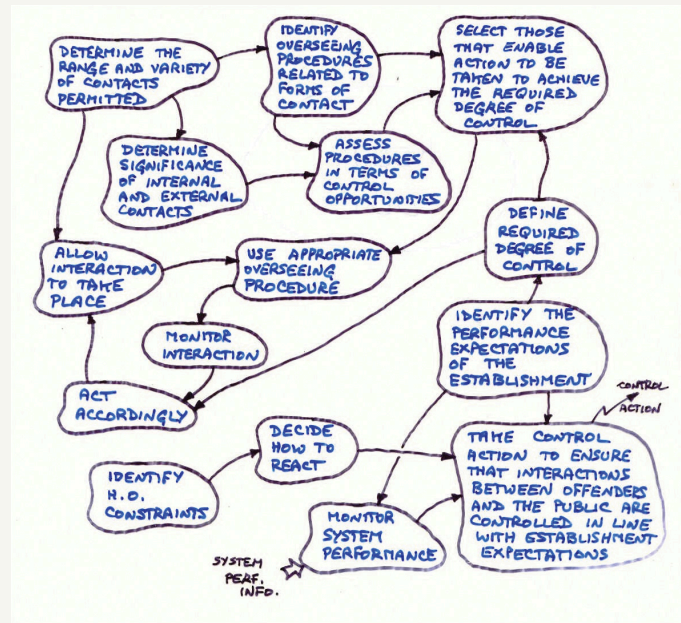 DETERMINE THE
RANGE AND VARIETY
OF CONTACTS
PERMITTED
IDENTIFY
OVERSEEING
PROCEDURES
RELATED TO
FORMS OF
CONTACT
SELECT THOSE
THAT ENABLE
ACTION TO BE
TAKEN TO ACHIEVE
THE REQUIRED
DEGREE OF
CONTROL
DETERMINE
SIGNIFICANCE
OF INTERNAL
AND EXTERNAL
CONTACTS
ASSESS
PROCEDURES
IN TERMS OF
CONTROL
OPPORTUNITIES
DEFINE
REQUIRED
DEGREE OF
CONTROL
ALLOW
INTERACTION
TO TAKE
PLACE
USE APPROPRIATE
OVERSEEING
PROCEDURE
MONITOR
INTERACTION
IDENTIFY THE
PERFORMANCE
EXPECTATIONS
OF THE
ESTABLISHMENT
ACT
ACCORDINGLY
CONTROL
ACTION
DECIDE
HOW TO
REACT
TAKE CONTROL
ACTION TO ENSURE
THAT INTERACTIONS
BETWEEN OFFENDERS
AND THE PUBLIC ARE
CONTROLLED IN LINE
WITH ESTABLISHMENT
EXPECTATIONS
IDENTIFY
H.O.
CONSTRAINTS
MONITOR
SYSTEM
PERFORMANCE
SYSTEM
PERF.
INFO.